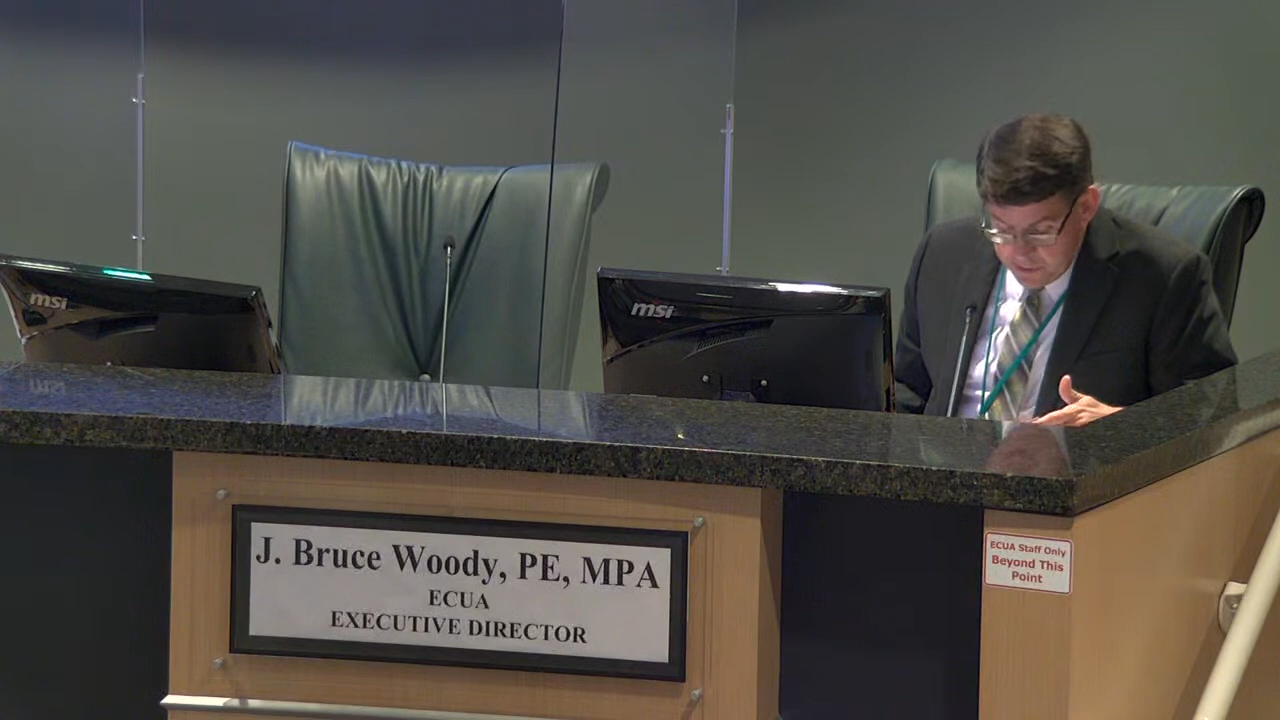 msi
msi
J. Bruce Woody, PE, MPA
ECUA
EXECUTIVE DIRECTOR
ECUA Staff Only
Beyond This
Point